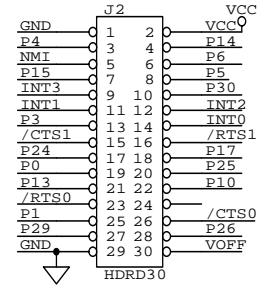 J2 VCC
GND 1 2 VCC
P4 3 4 P14
NMI 5 6 P6
P15 7 8 P5
INT3 9 10 P30
INT1 11 12 INT2
P3 13 14 INT0
/CTS1 15 16 /RTS1
P24 17 18 P17
P0 19 20 P25
P13 21 22 P10
/RTS0 23 24
P1 25 26 /CTS0
P29 27 28 P26
GND 29 30 VOFF
HDRD30